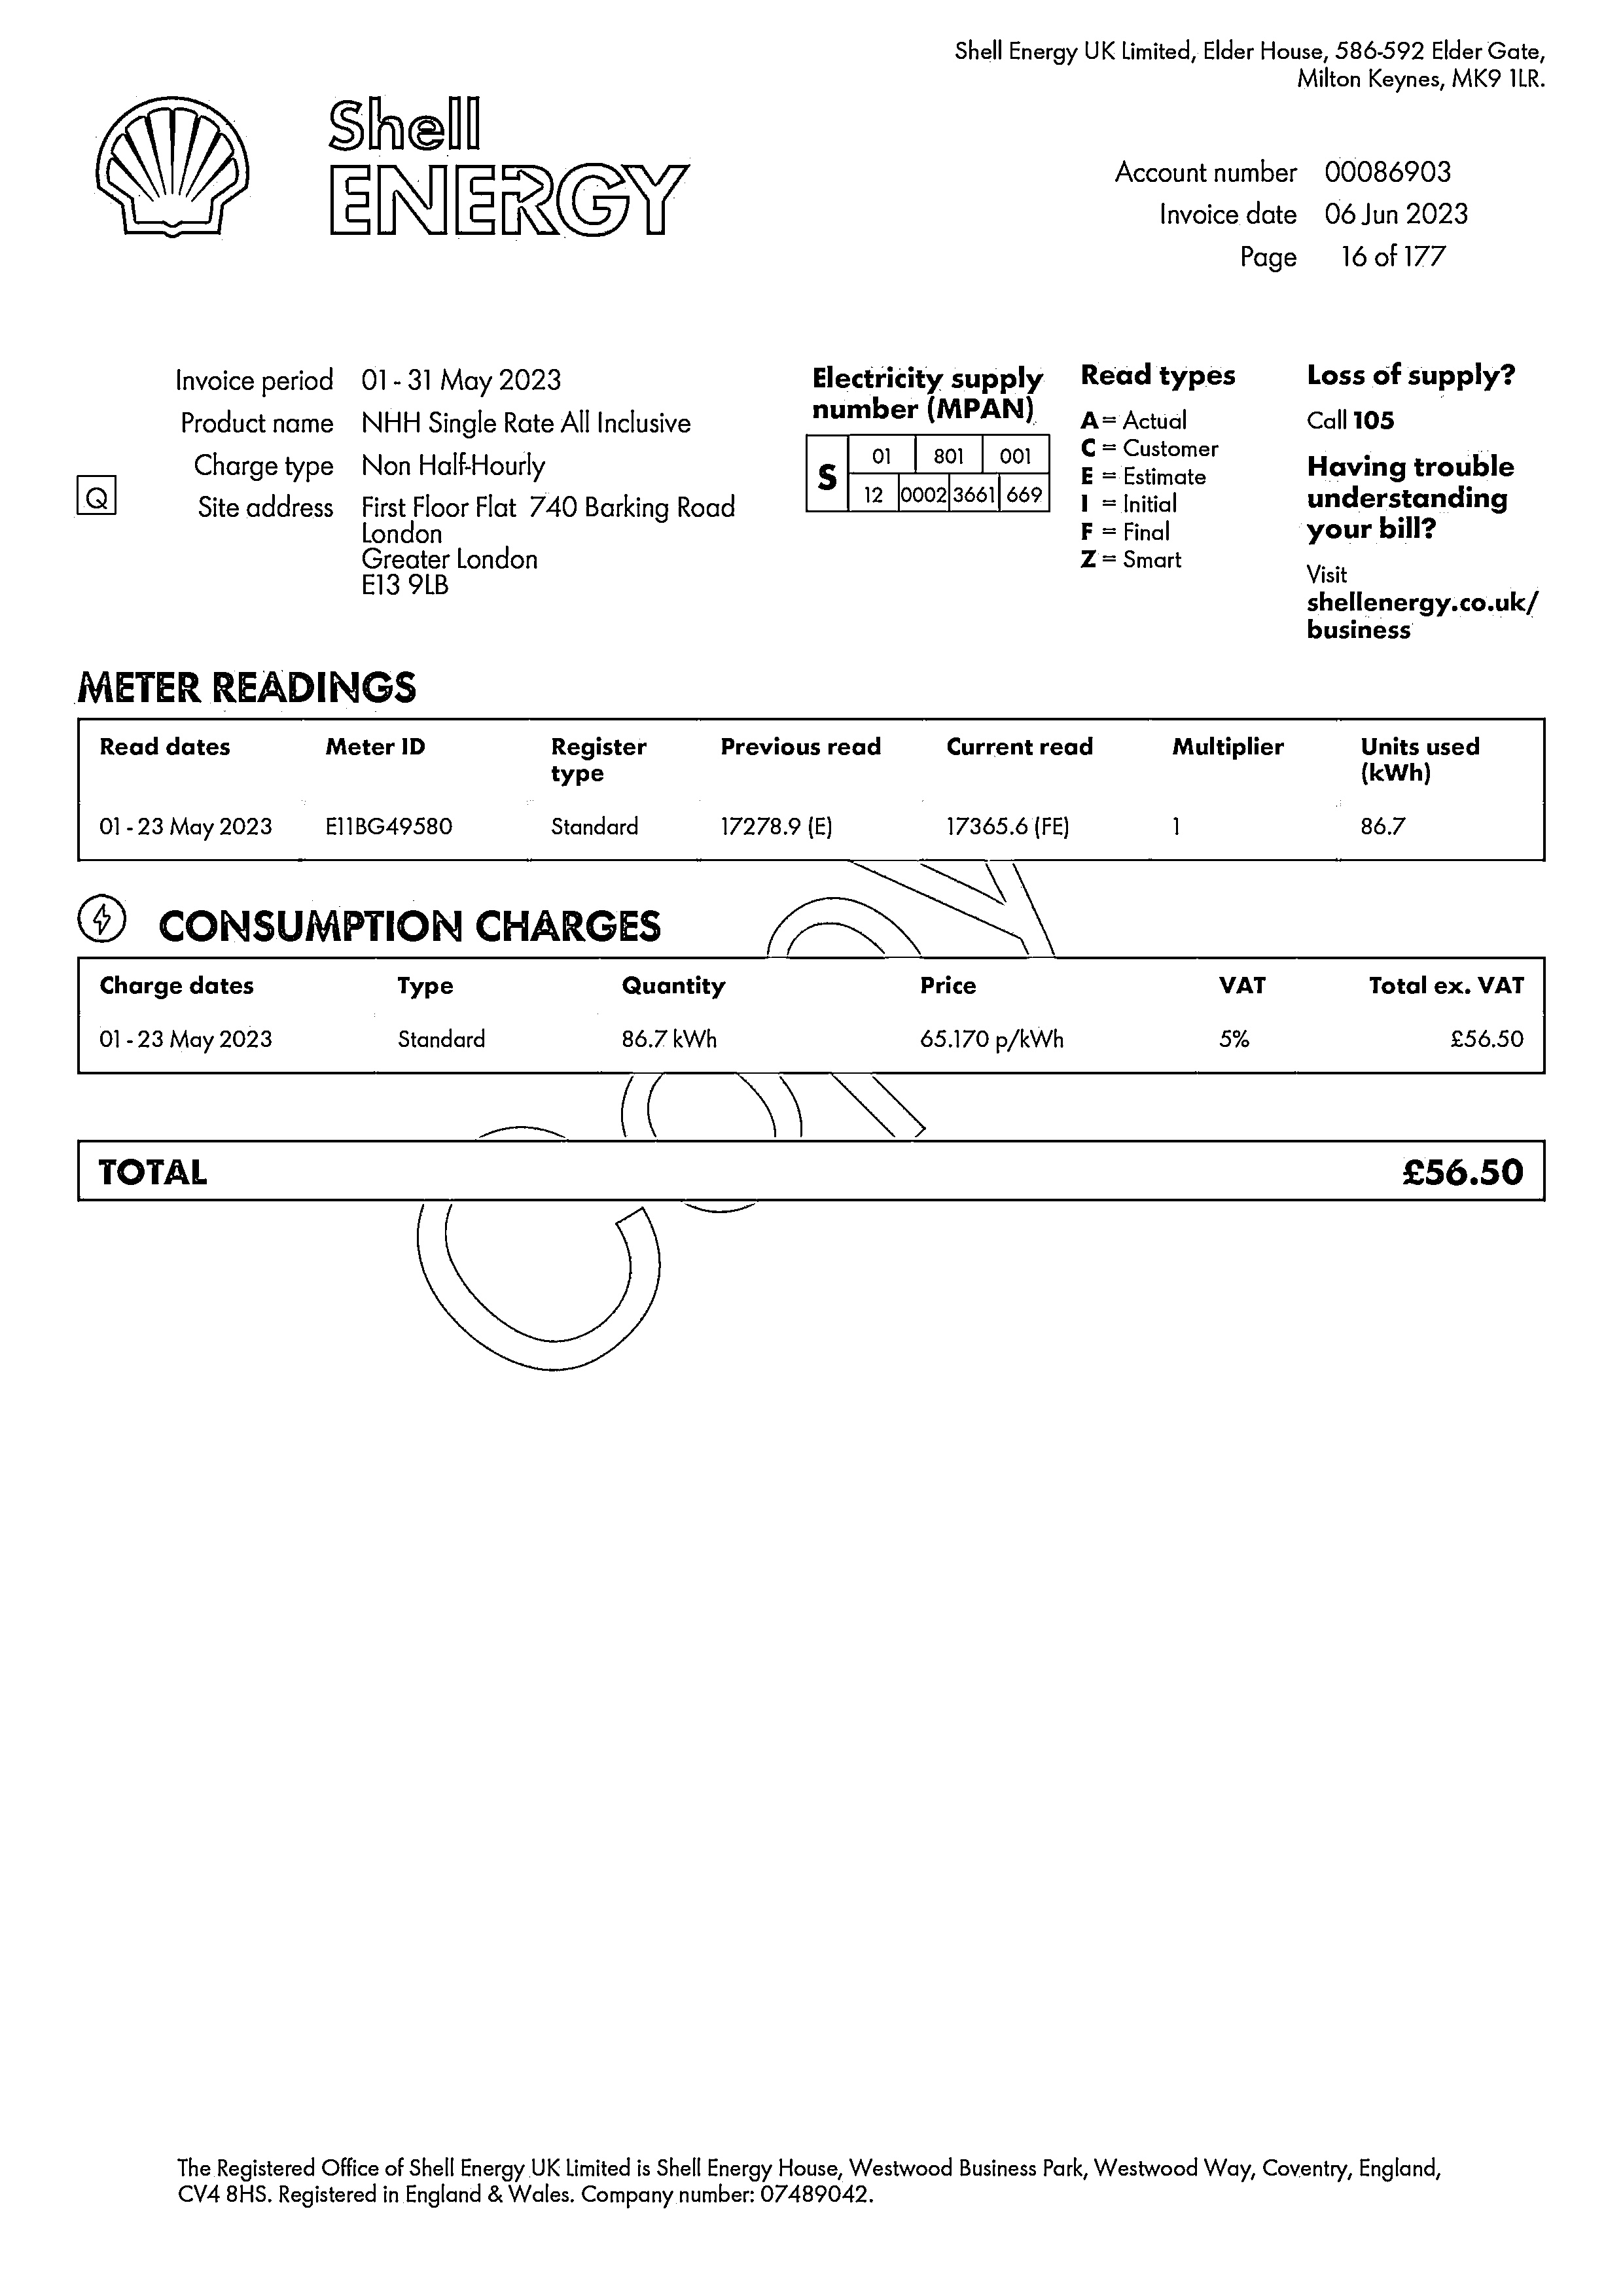 Shell Energy UK Limited, Elder House, 586-592 Elder Gate,
Milton Keynes, MK9 1LR.
Shell
ENERGY
Account number 00086903
Invoice date 06 Jun 2023
Page 16 of 177
Invoice period 01 - 31 May 2023
Product name NHH Single Rate All Inclusive
Charge type Non Half-Hourly
Q
Site address First Floor Flat 740 Barking Road
London
Greater London
E13 9LB
Electricity supply
number (MPAN)
S
01 801 001
12 0002 3661 669
Read types
A = Actual
C = Customer
E = Estimate
I = Initial
F = Final
Z = Smart
Loss of supply?
Call 105
Having trouble
understanding
your bill?
Visit
shellenergy.co.uk/
business
METER READINGS
Read dates Meter ID Register type Previous read Current read Multiplier Units used (kWh)
01 - 23 May 2023 E11BG49580 Standard 17278.9 (E) 17365.6 (FE) 1 86.7
CONSUMPTION CHARGES
Charge dates Type Quantity Price VAT Total ex. VAT
01 - 23 May 2023 Standard 86.7 kWh 65.170 p/kWh 5% £56.50
TOTAL £56.50
COPY
The Registered Office of Shell Energy UK Limited is Shell Energy House, Westwood Business Park, Westwood Way, Coventry, England,
CV4 8HS. Registered in England & Wales. Company number: 07489042.